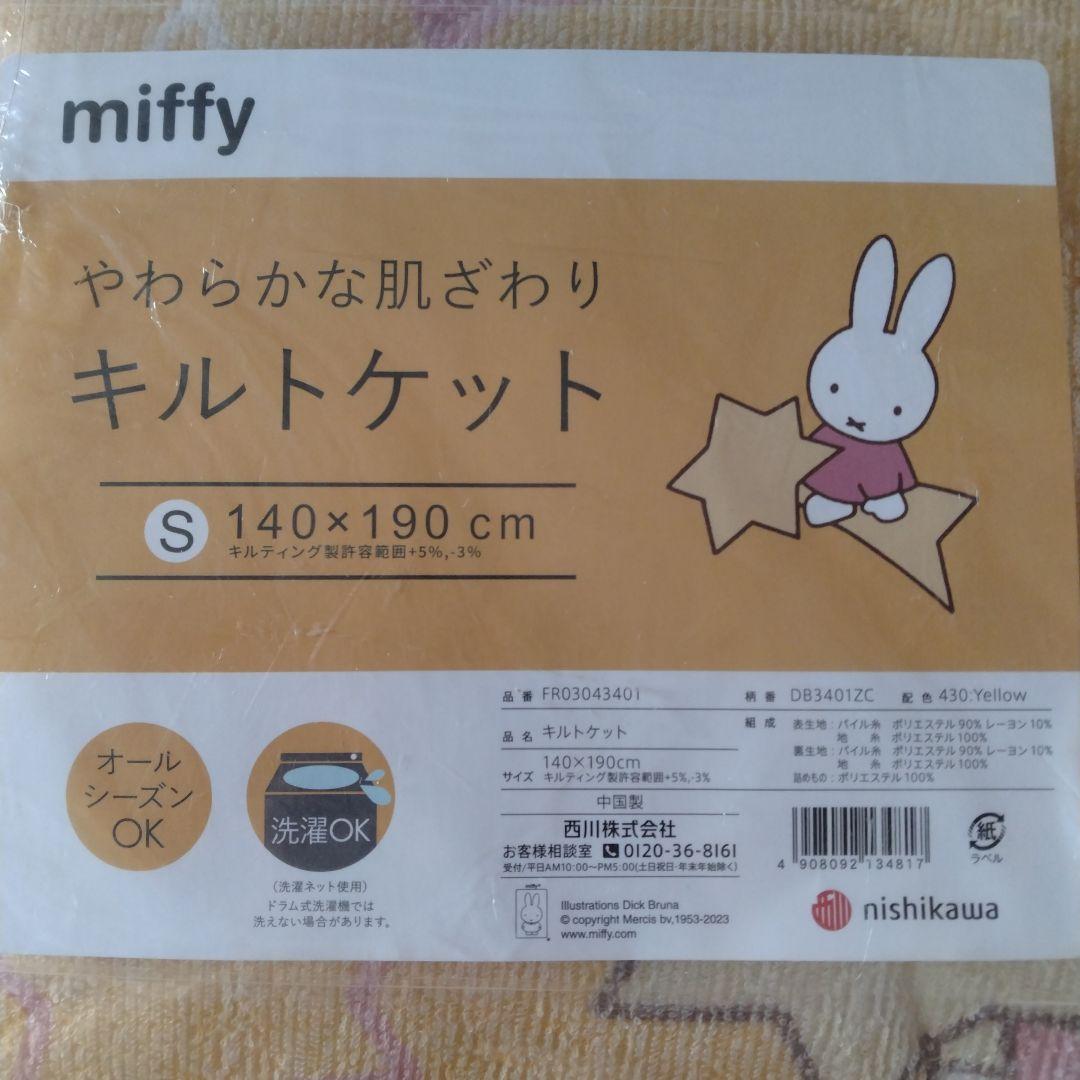 miffy
やわらかな肌ざわり
キルトケット
S 140×190 cm
キルティング製許容範囲+5%,-3%
オール
シーズン
OK
洗濯OK
(洗濯ネット使用)
ドラム式洗濯機では
洗えない場合があります。
品番 FR03043401
品名 キルトケット
140×190cm
サイズ キルティング製許容範囲+5%,-3%
中国製
西川株式会社
お客様相談室 0120-36-8161
受付/平日AM10:00〜PM5:00(土日祝日・年末年始除く)
miffy
Illustrations Dick Bruna
© copyright Mercis bv,1953-2023
www.miffy.com
柄番 DB3401ZC 配色 430:Yellow
組成 表生地:パイル糸 ポリエステル90% レーヨン10%
地 糸 ポリエステル100%
裏生地:パイル糸 ポリエステル90% レーヨン10%
地 糸 ポリエステル100%
詰めもの:ポリエステル100%
4 908092 134817
紙
ラベル
nishikawa